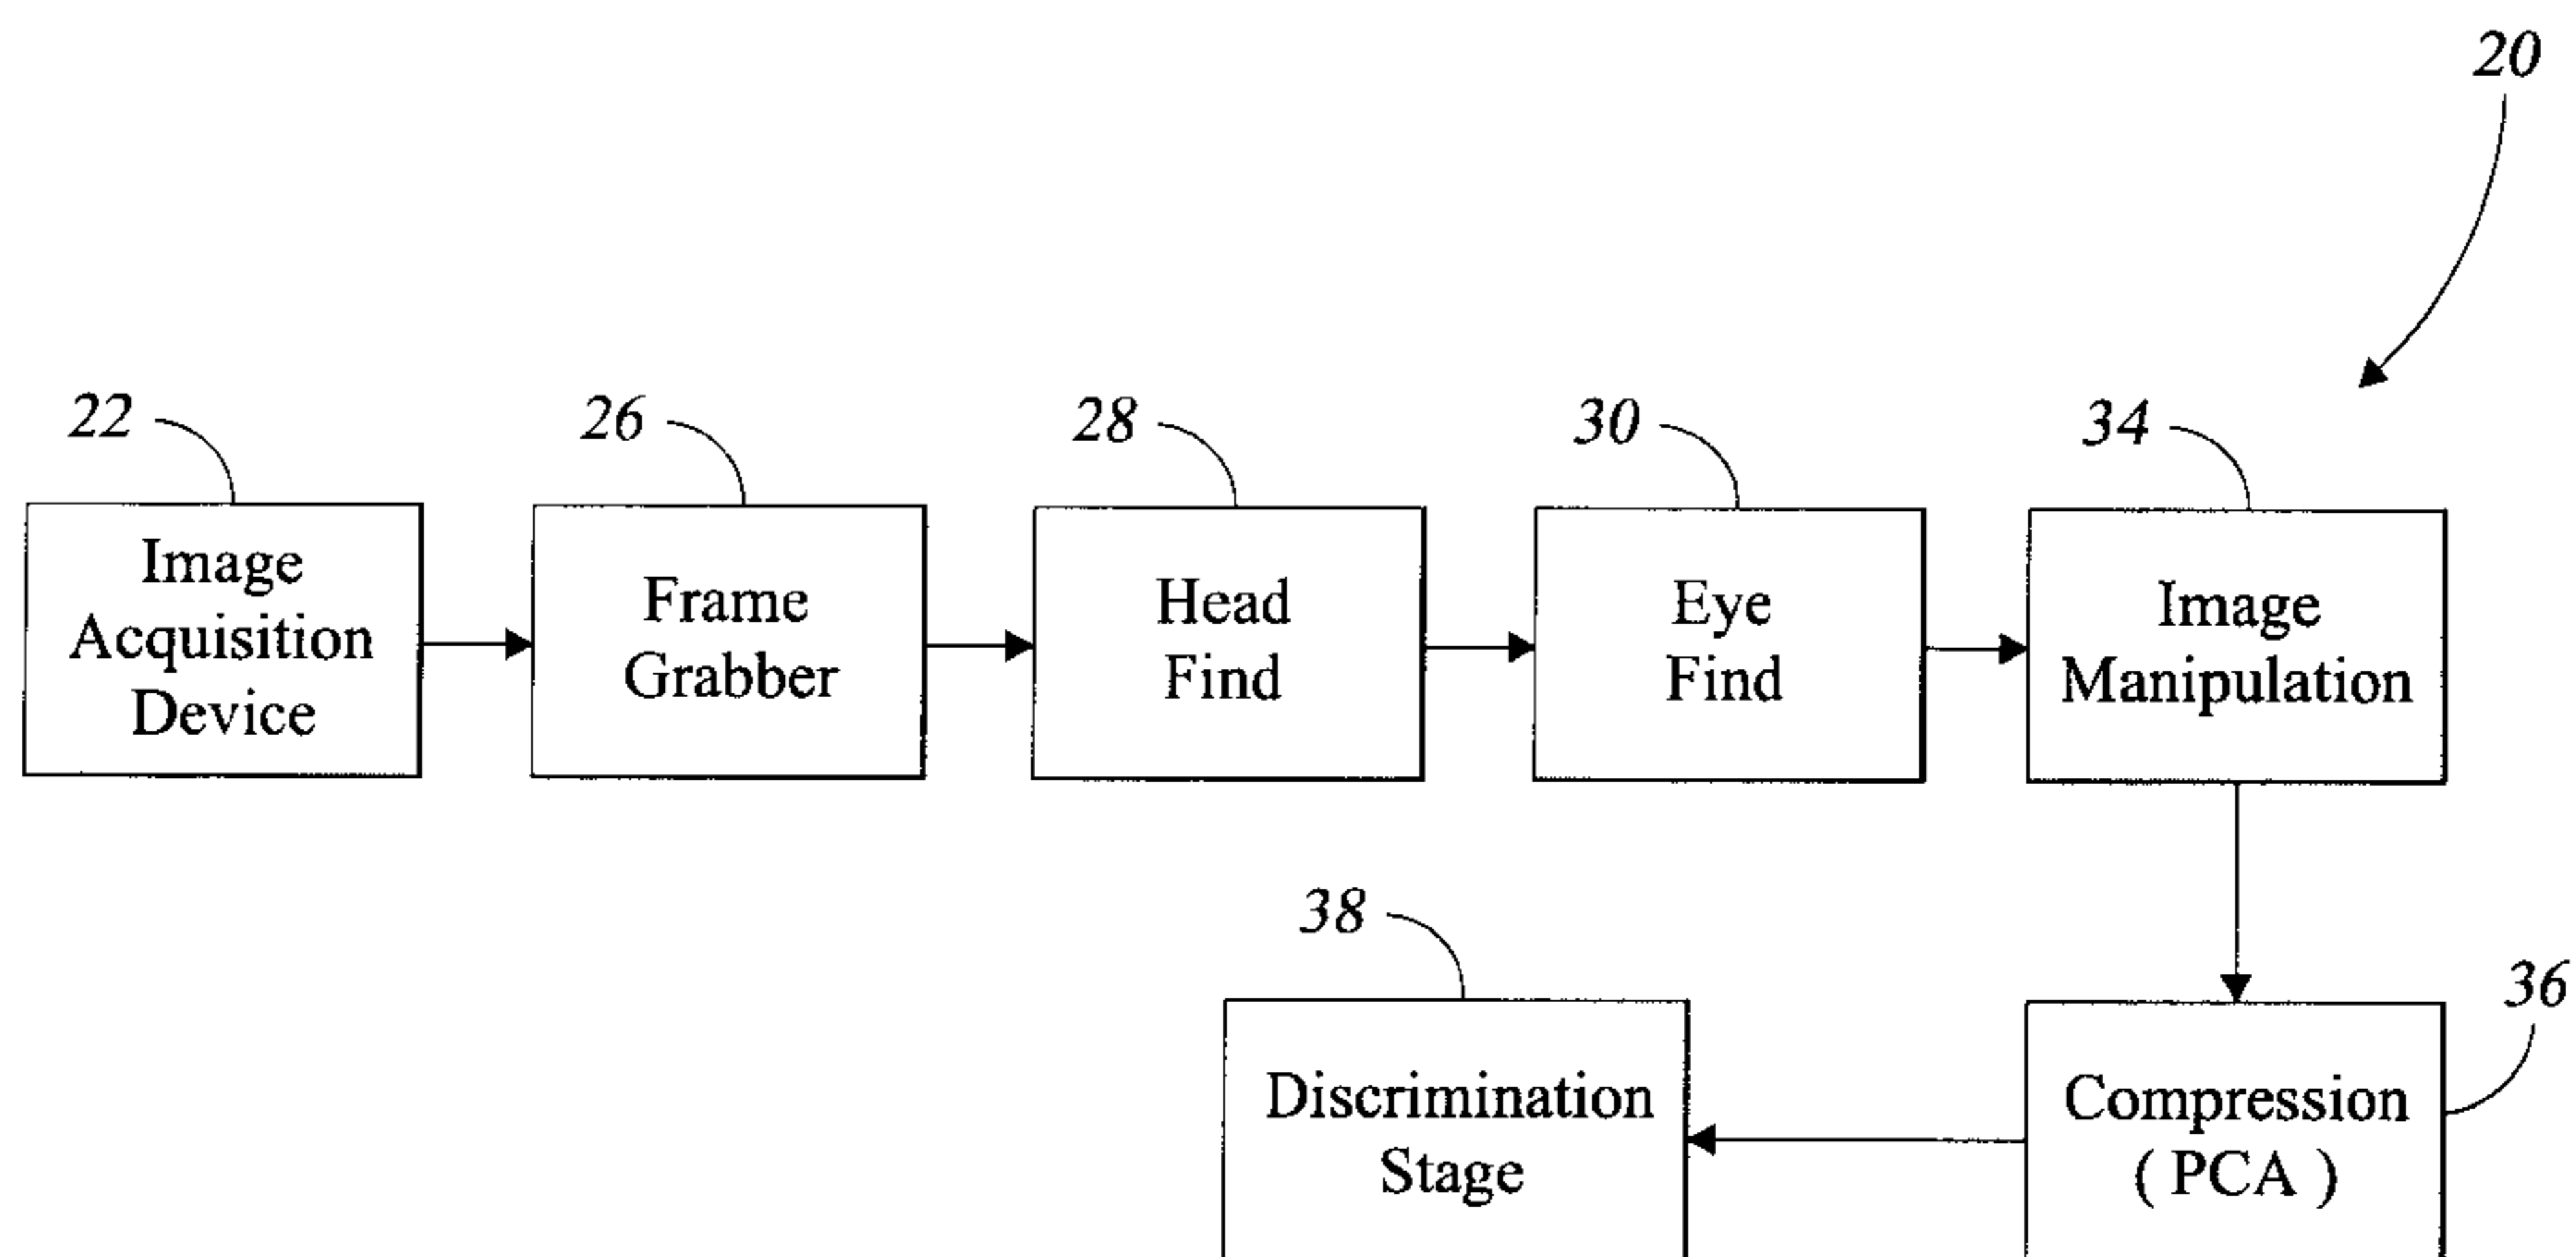 20
22
26
28
30
34
Image
Acquisition
Device
Frame
Grabber
Head
Find
Eye
Find
Image
Manipulation
38
36
Discrimination
Stage
Compression
( PCA )